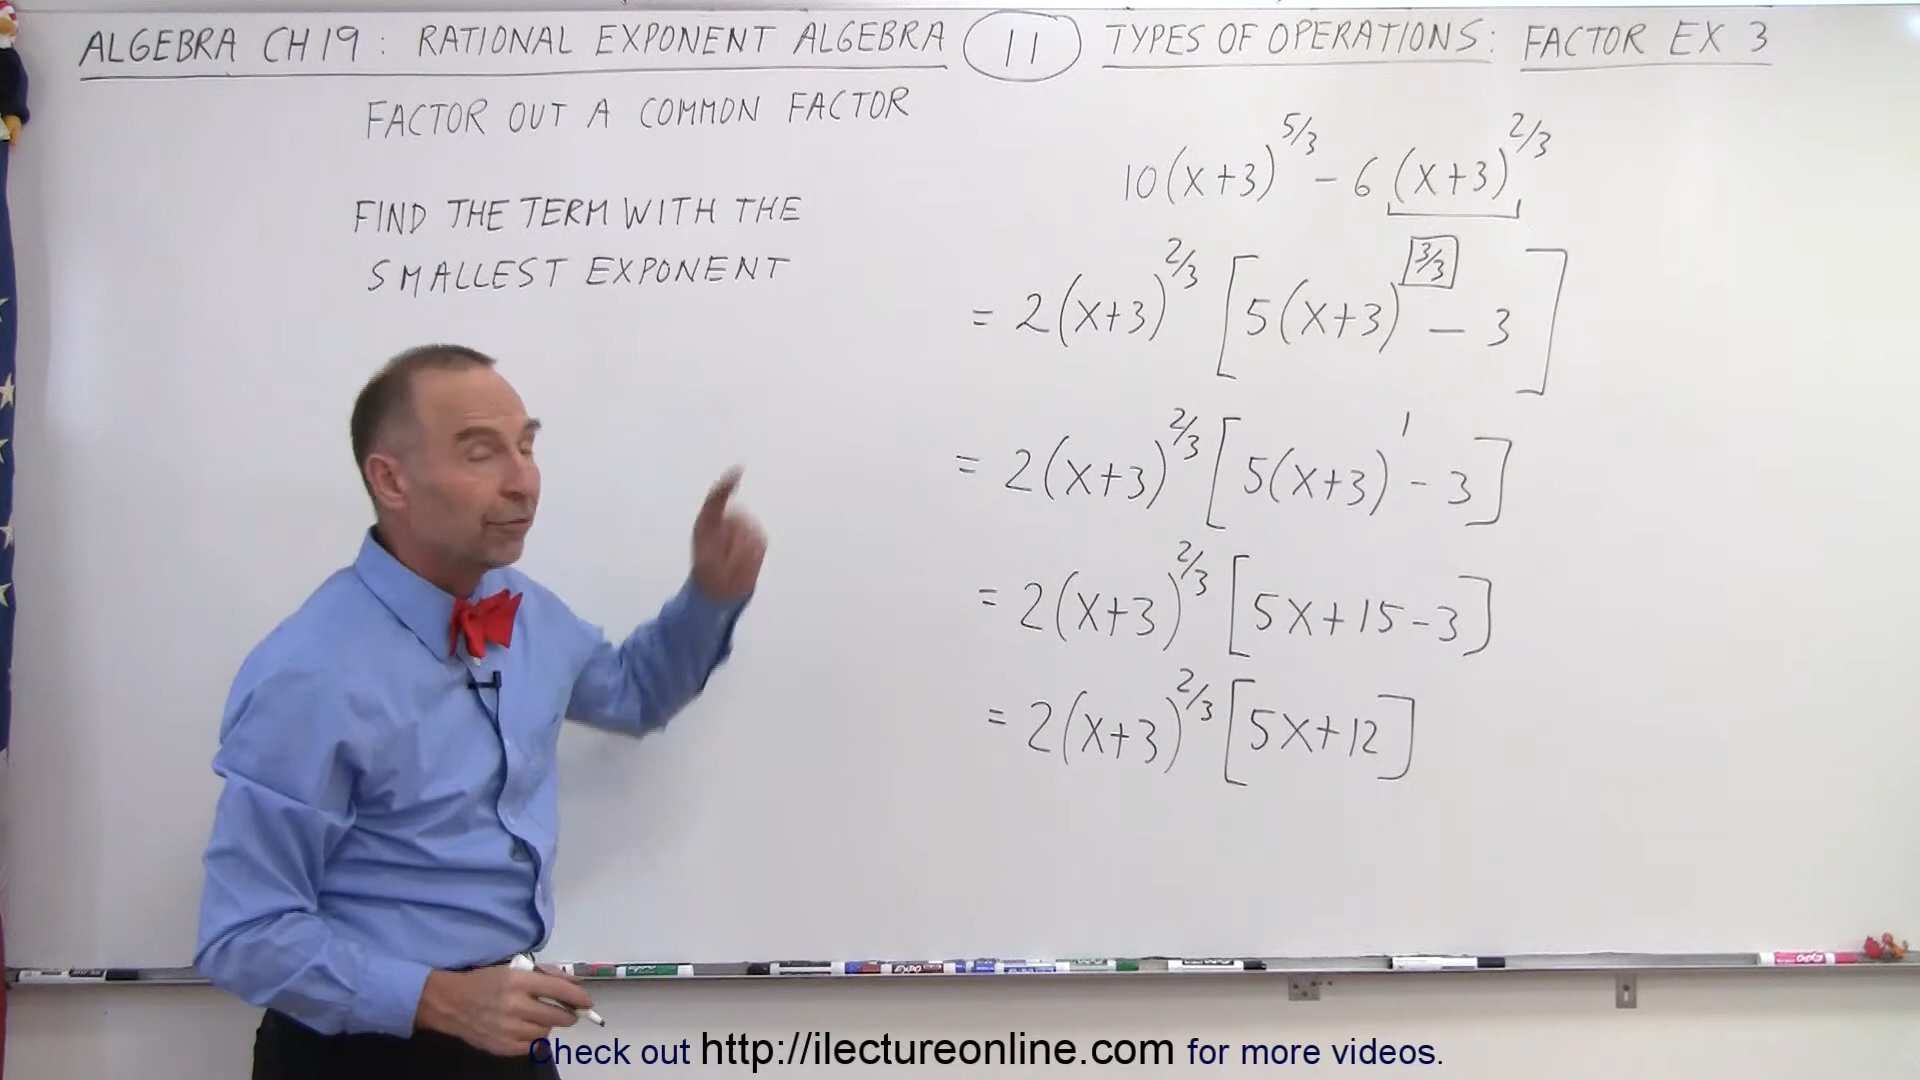 ALGEBRA CH 19: RATIONAL EXPONENT ALGEBRA 11 TYPES OF OPERATIONS: FACTOR EX 3
FACTOR OUT A COMMON FACTOR
FIND THE TERM WITH THE
SMALLEST EXPONENT
10(x+3)^5/3 - 6(x+3)^2/3
= 2(x+3)^2/3 [5(x+3)^3/3 - 3]
= 2(x+3)^2/3 [5(x+3)^1 - 3]
= 2(x+3)^2/3 [5x+15-3]
= 2(x+3)^2/3 [5x+12]
EXPO
Check out http://ilectureonline.com for more videos.